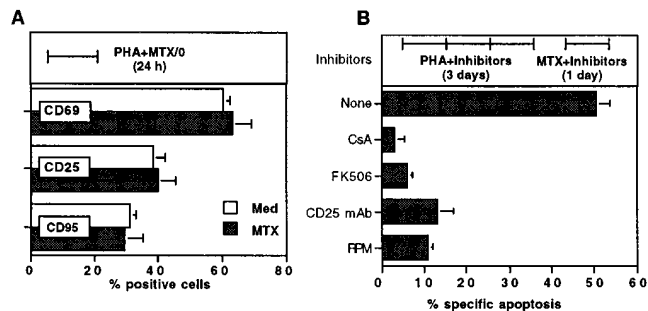 A
PHA+MTX/0
(24 h)
CD69
CD25
CD95
Med
MTX
0 20 40 60 80
% positive cells
B
Inhibitors
PHA+Inhibitors
(3 days)
MTX+Inhibitors
(1 day)
None
CsA
FK506
CD25 mAb
RPM
0 10 20 30 40 50 60
% specific apoptosis